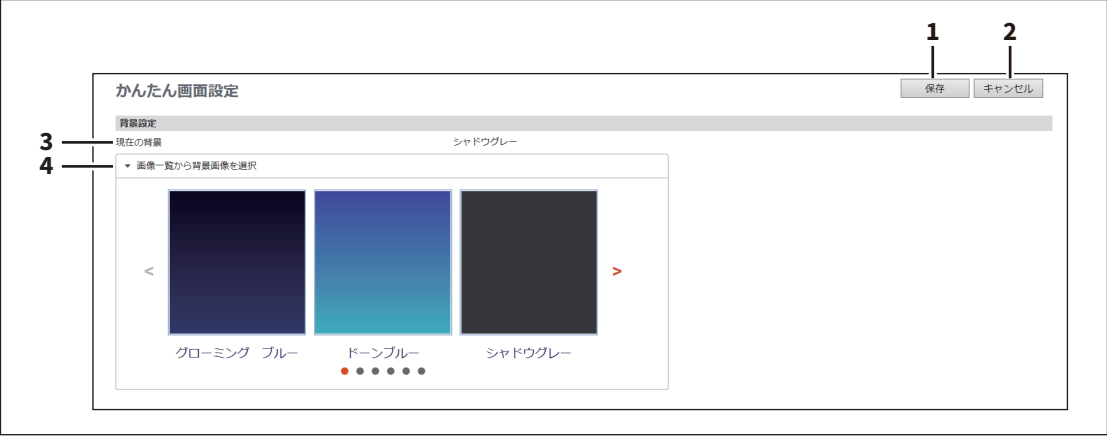 1 2
かんたん画面設定
保存 キャンセル
背景設定
3 現在の背景 シャドウグレー
4 ▼ 画像一覧から背景画像を選択
< >
グローミング ブルー ドーンブルー シャドウグレー